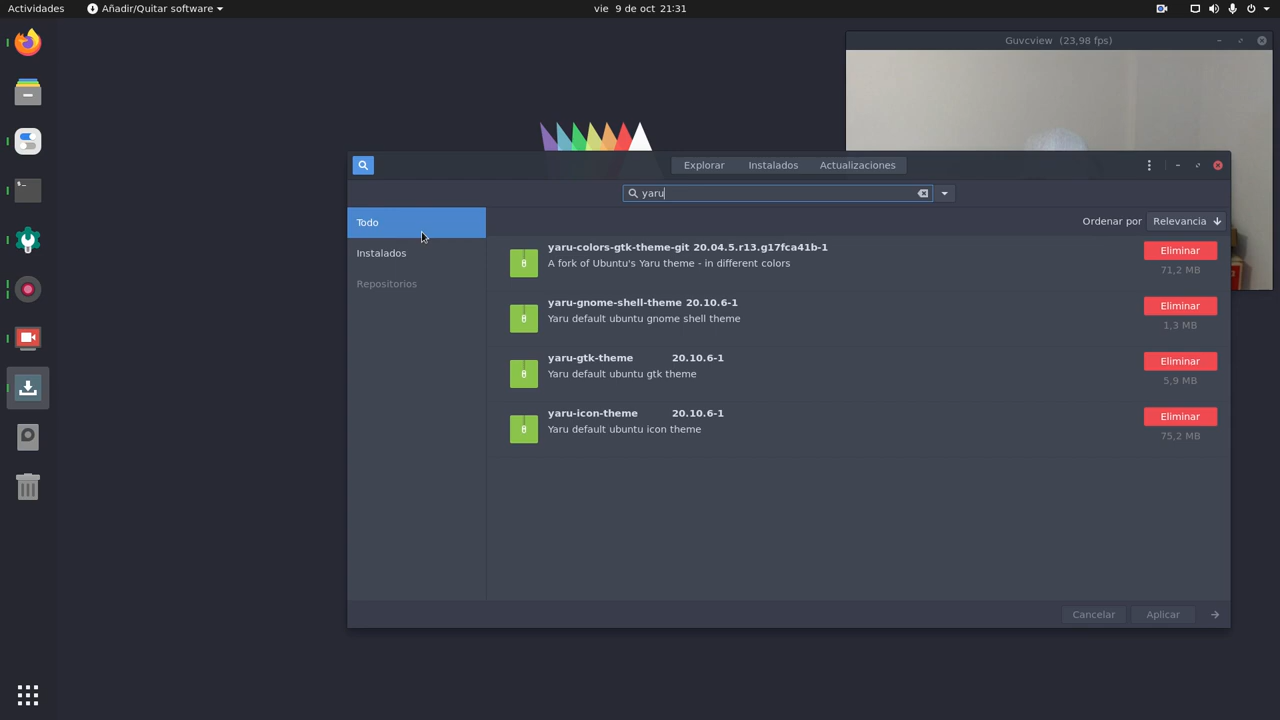 Actividades
Añadir/Quitar software
vie 9 de oct 21:31
Guvcview (23,98 fps)
Explorar
Instalados
Actualizaciones
yaru
Todo
Instalados
Repositorios
Ordenar por
Relevancia
yaru-colors-gtk-theme-git 20.04.5.r13.g17fca41b-1
A fork of Ubuntu's Yaru theme - in different colors
Eliminar
71,2 MB
yaru-gnome-shell-theme 20.10.6-1
Yaru default ubuntu gnome shell theme
Eliminar
1,3 MB
yaru-gtk-theme 20.10.6-1
Yaru default ubuntu gtk theme
Eliminar
5,9 MB
yaru-icon-theme 20.10.6-1
Yaru default ubuntu icon theme
Eliminar
75,2 MB
Cancelar
Aplicar